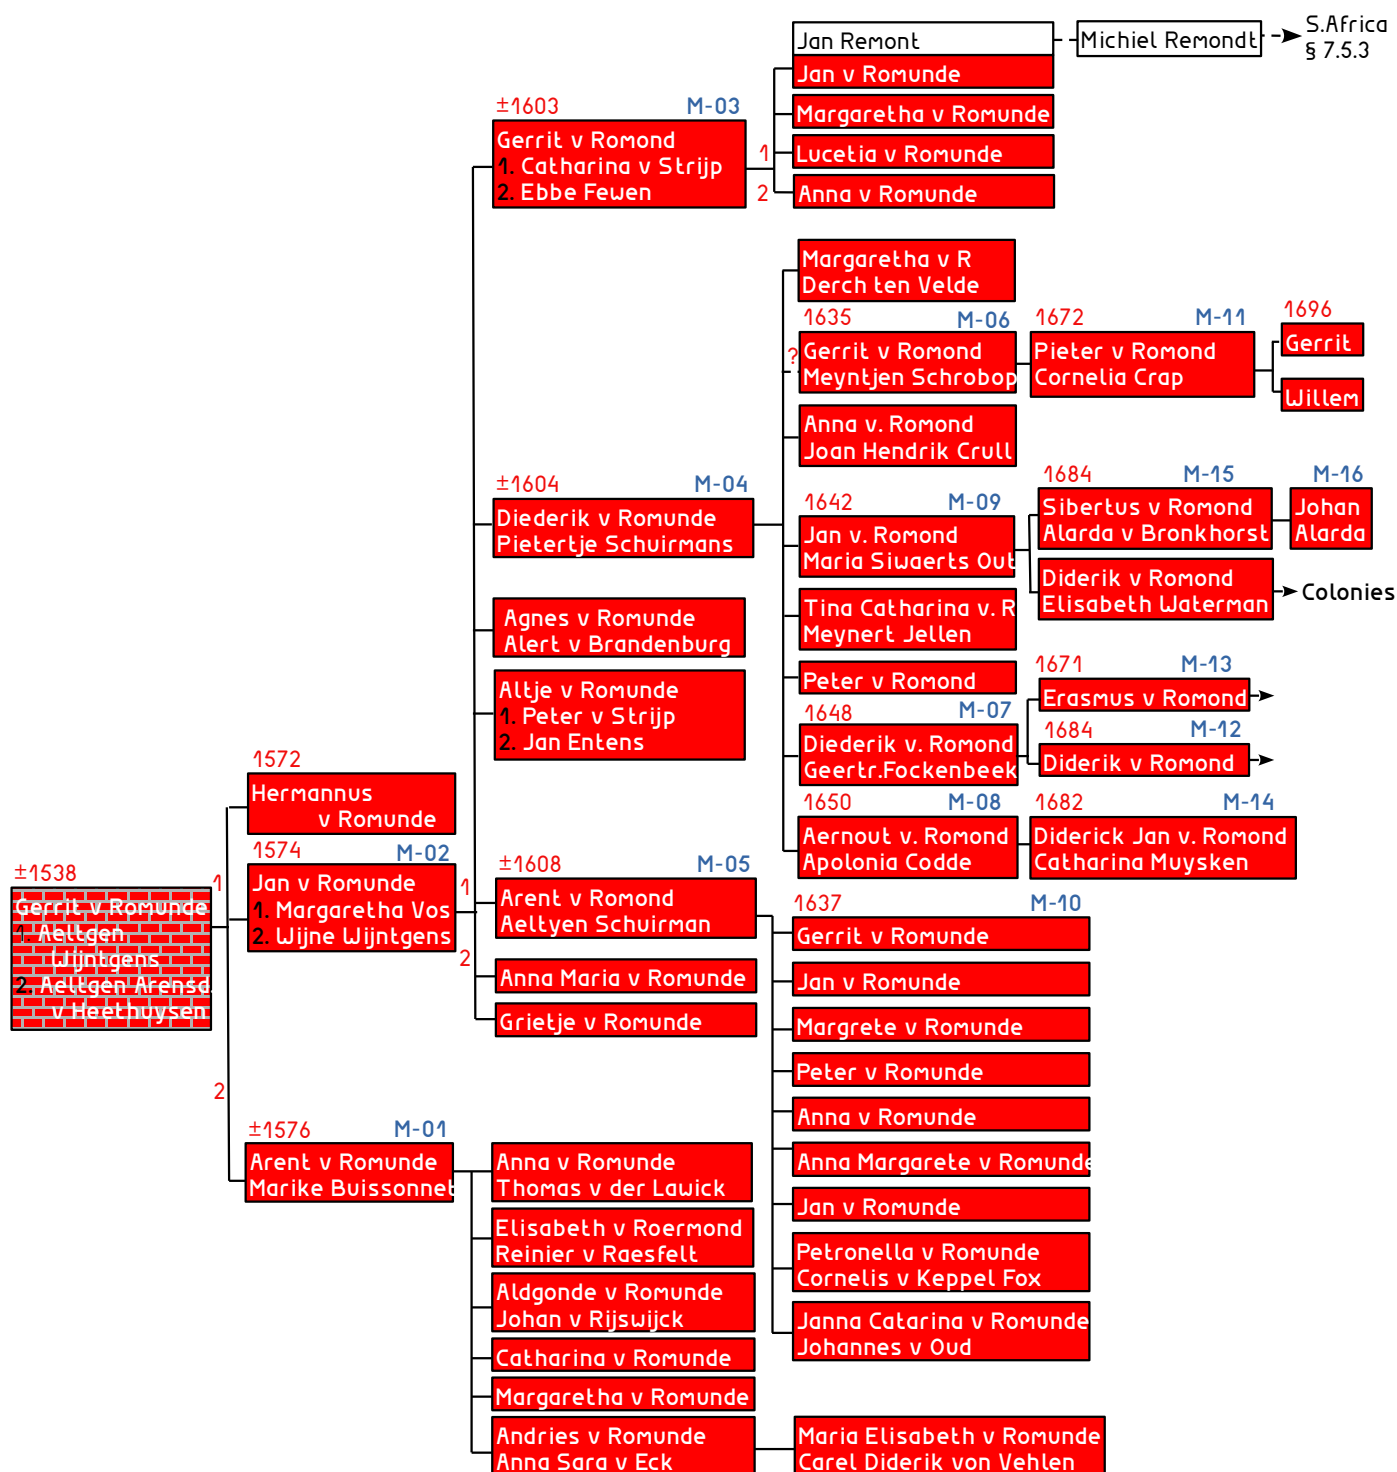 Jan Remont
Michiel Remondt
S.Africa
§ 7.5.3
Jan v Romunde
Margaretha v Romunde
1
Lucetia v Romunde
2
Anna v Romunde
±1603 M-03
Gerrit v Romond
1. Catharina v Strijp
2. Ebbe Fewen
Margaretha v R
Derch ten Velde
1635 M-06
?
Gerrit v Romond
Meyntjen Schrobop
1672 M-11
Pieter v Romond
Cornelia Crap
1696
Gerrit
Willem
Anna v. Romond
Joan Hendrik Crull
±1604 M-04
Diederik v Romunde
Pietertje Schuirmans
1642 M-09
Jan v. Romond
Maria Siwaerts Out
1684 M-15
Sibertus v Romond
Alarda v Bronkhorst
M-16
Johan
Alarda
Diderik v Romond
Elisabeth Waterman
Colonies
Tina Catharina v. R
Meynert Jellen
Agnes v Romunde
Alert v Brandenburg
Peter v Romond
Altje v Romunde
1. Peter v Strijp
2. Jan Entens
1648 M-07
Diederik v. Romond
Geertr.Fockenbeek
1671 M-13
Erasmus v Romond
1684 M-12
Diderik v Romond
1650 M-08
Aernout v. Romond
Apolonia Codde
1682 M-14
Diderick Jan v. Romond
Catharina Muysken
1572
Hermannus
v Romunde
±1538
Gerrit v Romunde
1. Aeltgen
Wijntgens
2. Aeltgen Arensd.
v Heethuysen
1
2
1574 M-02
Jan v Romunde
1. Margaretha Vos
2. Wijne Wijntgens
1
2
±1608 M-05
Arent v Romond
Aeltyen Schuirman
Anna Maria v Romunde
Grietje v Romunde
1637 M-10
Gerrit v Romunde
Jan v Romunde
Margrete v Romunde
Peter v Romunde
Anna v Romunde
Anna Margarete v Romunde
Jan v Romunde
Petronella v Romunde
Cornelis v Keppel Fox
Janna Catarina v Romunde
Johannes v Oud
±1576 M-01
Arent v Romunde
Marike Buissonnet
Anna v Romunde
Thomas v der Lawick
Elisabeth v Roermond
Reinier v Raesfelt
Aldgonde v Romunde
Johan v Rijswijck
Catharina v Romunde
Margaretha v Romunde
Andries v Romunde
Anna Sara v Eck
Maria Elisabeth v Romunde
Carel Diderik von Vehlen